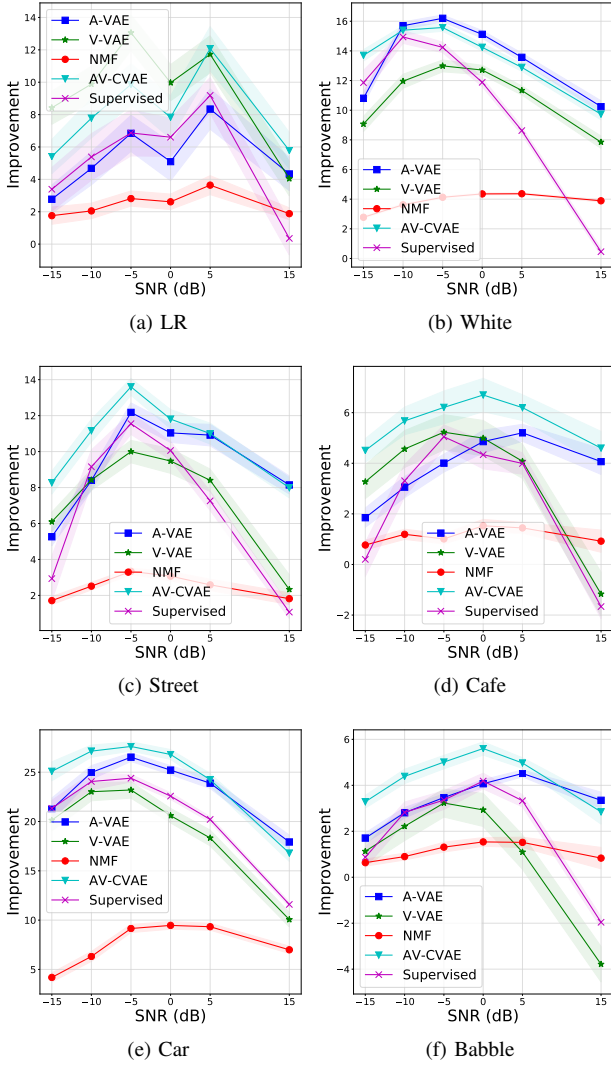 14
12
10
8
6
4
2
0
Improvement
A-VAE
V-VAE
NMF
AV-CVAE
Supervised
−15 −10 −5 0 5 15
SNR (dB)
(a) LR
16
14
12
10
8
6
4
2
0
Improvement
A-VAE
V-VAE
NMF
AV-CVAE
Supervised
−15 −10 −5 0 5 15
SNR (dB)
(b) White
14
12
10
8
6
4
2
Improvement
A-VAE
V-VAE
NMF
AV-CVAE
Supervised
−15 −10 −5 0 5 15
SNR (dB)
(c) Street
6
4
2
0
−2
Improvement
A-VAE
V-VAE
NMF
AV-CVAE
Supervised
−15 −10 −5 0 5 15
SNR (dB)
(d) Cafe
25
20
15
10
5
Improvement
A-VAE
V-VAE
NMF
AV-CVAE
Supervised
−15 −10 −5 0 5 15
SNR (dB)
(e) Car
6
4
2
0
−2
−4
Improvement
A-VAE
V-VAE
NMF
AV-CVAE
Supervised
−15 −10 −5 0 5 15
SNR (dB)
(f) Babble